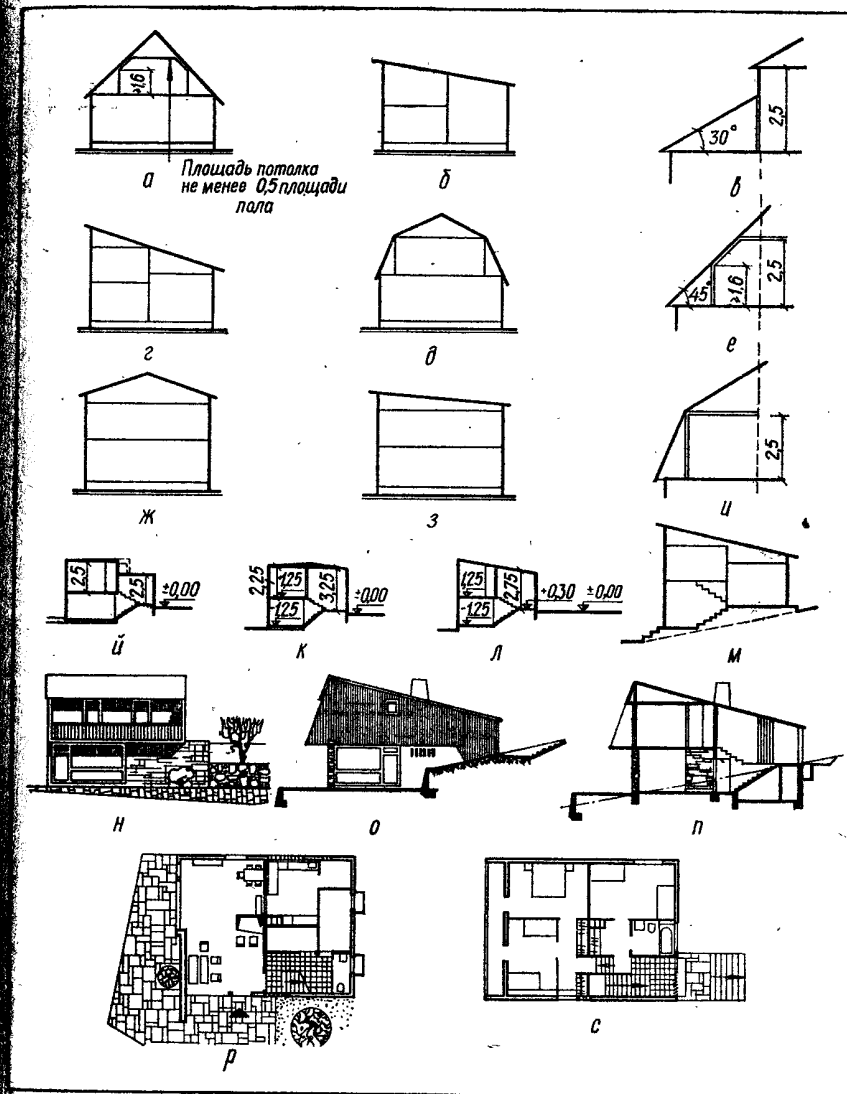 ≥1,6
Площадь потолка
не менее 0,5 площади
пола
а
б
30°
2,5
в
г
д
45°
≥1,6
2,5
е
ж
з
2,5
и
2,5
2,5
±0,00
й
2,25
1,25
3,25
-1,25
±0,00
к
1,25
2,75
-1,25
+0,30
±0,00
л
м
н
о
п
р
с